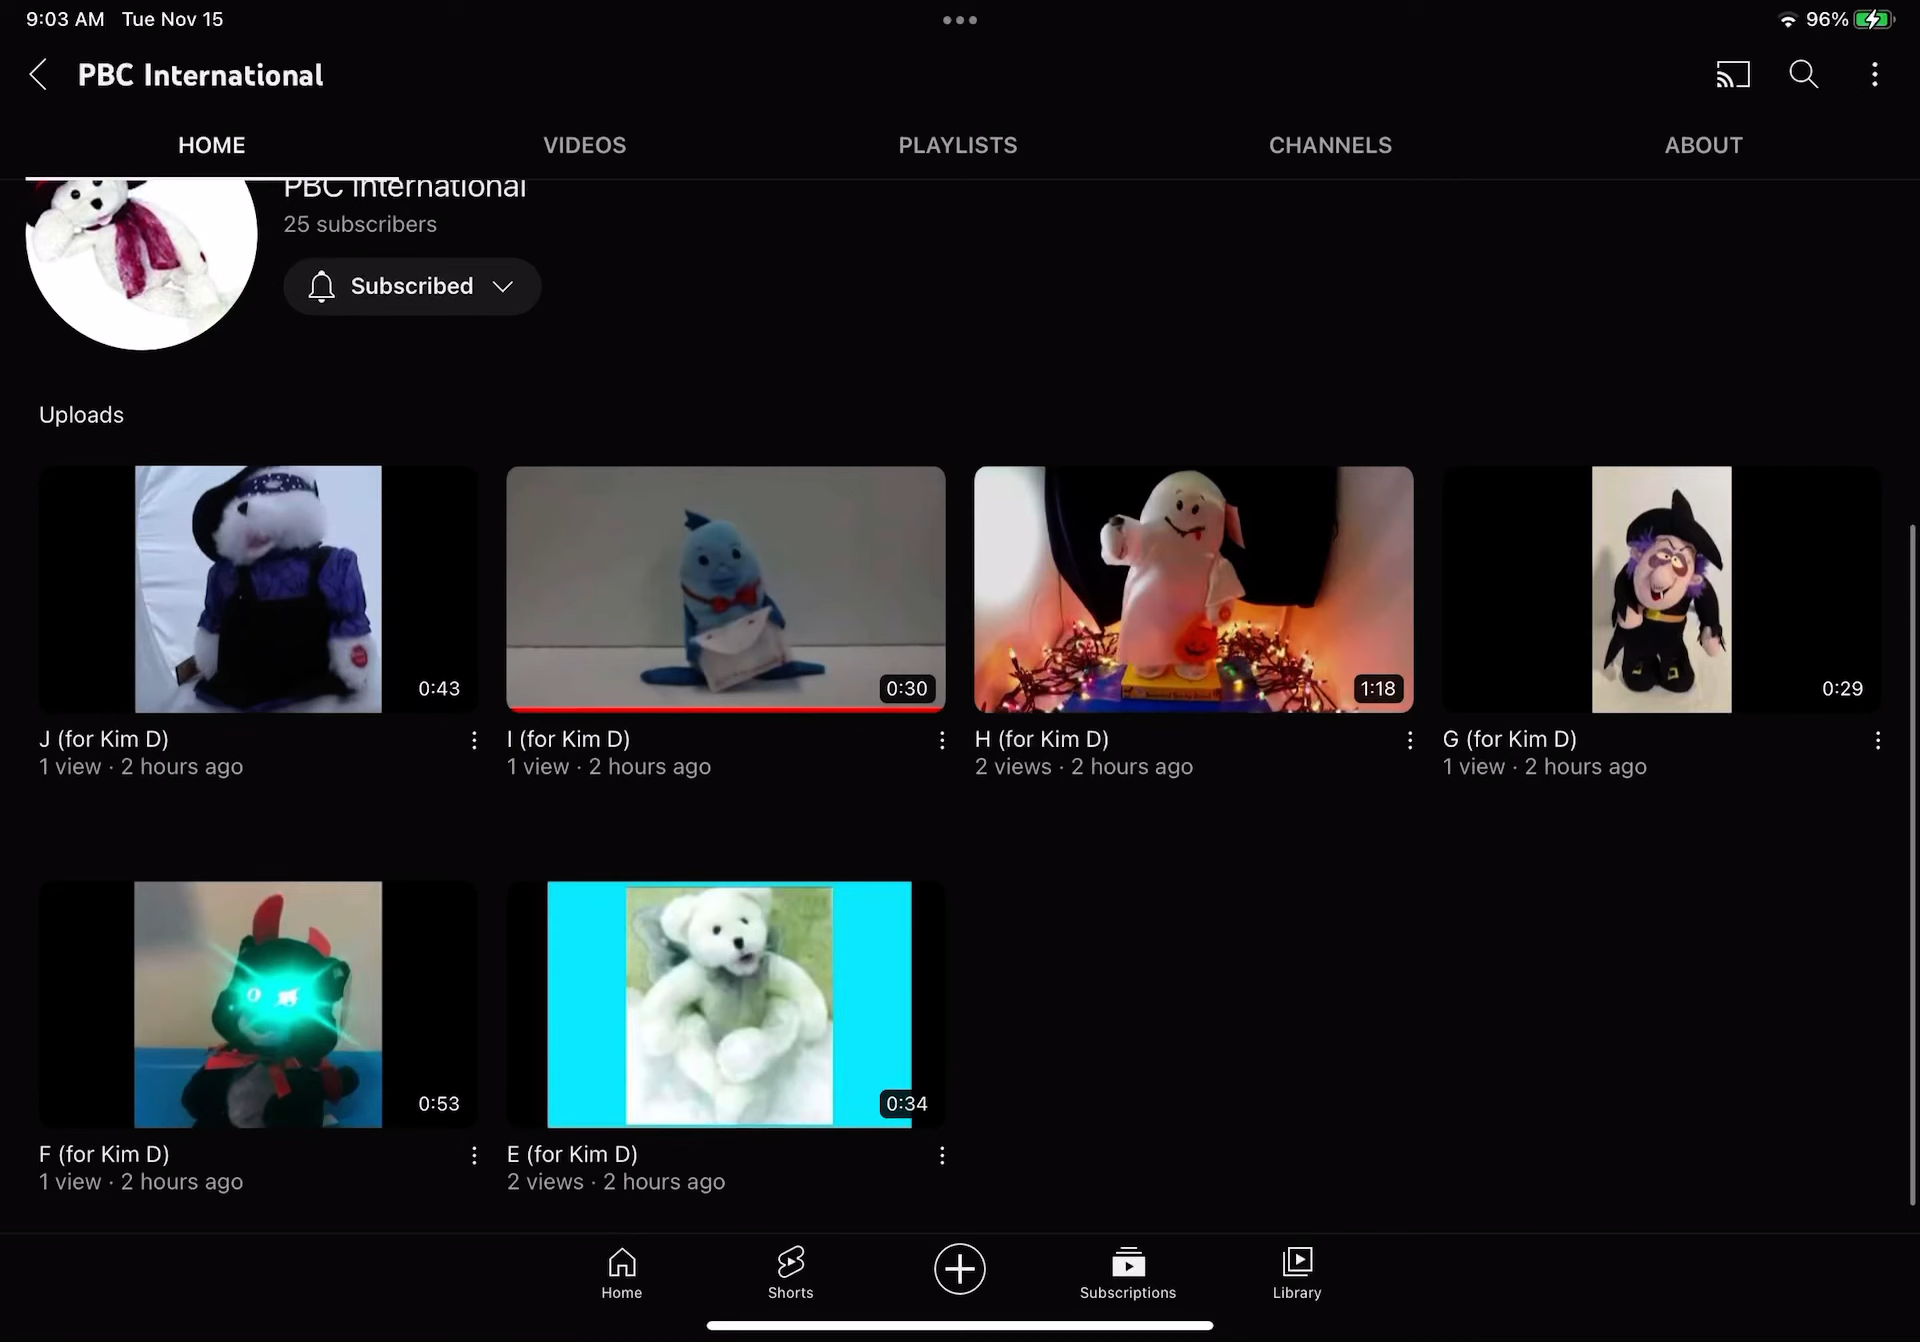 9:03 AM Tue Nov 15
96%
PBC International
HOME VIDEOS PLAYLISTS CHANNELS ABOUT
PBC International
25 subscribers
Subscribed
Uploads
0:43 0:30 1:18 0:29
J (for Kim D) I (for Kim D) H (for Kim D) G (for Kim D)
1 view · 2 hours ago 1 view · 2 hours ago 2 views · 2 hours ago 1 view · 2 hours ago
0:53 0:34
F (for Kim D) E (for Kim D)
1 view · 2 hours ago 2 views · 2 hours ago
Home Shorts Subscriptions Library